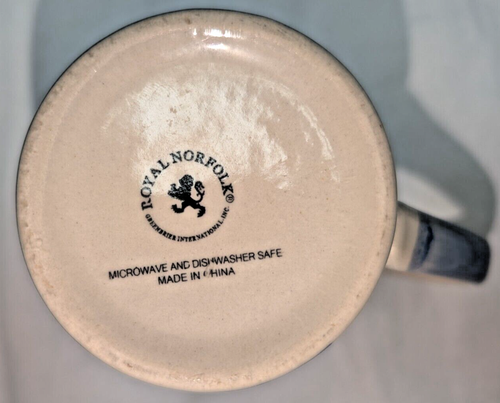 ROYAL NORFOLK®
GREENBRIER INTERNATIONAL, INC.
MICROWAVE AND DISHWASHER SAFE
MADE IN CHINA